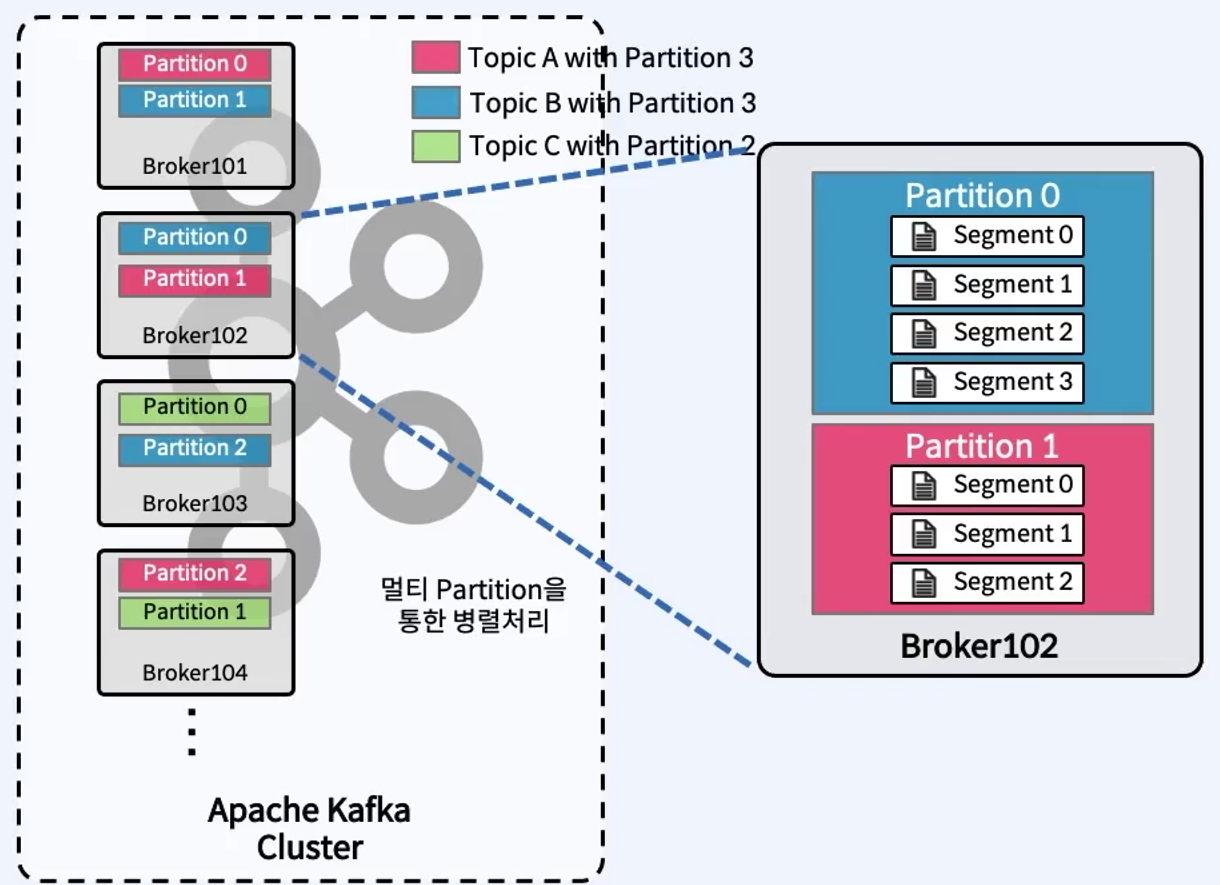 Partition 0
Partition 1
Broker101
Topic A with Partition 3
Topic B with Partition 3
Topic C with Partition 2
Partition 0
Partition 1
Broker102
Partition 0
Partition 2
Broker103
Partition 2
Partition 1
Broker104
멀티 Partition을
통한 병렬처리
Apache Kafka
Cluster
Partition 0
Segment 0
Segment 1
Segment 2
Segment 3
Partition 1
Segment 0
Segment 1
Segment 2
Broker102